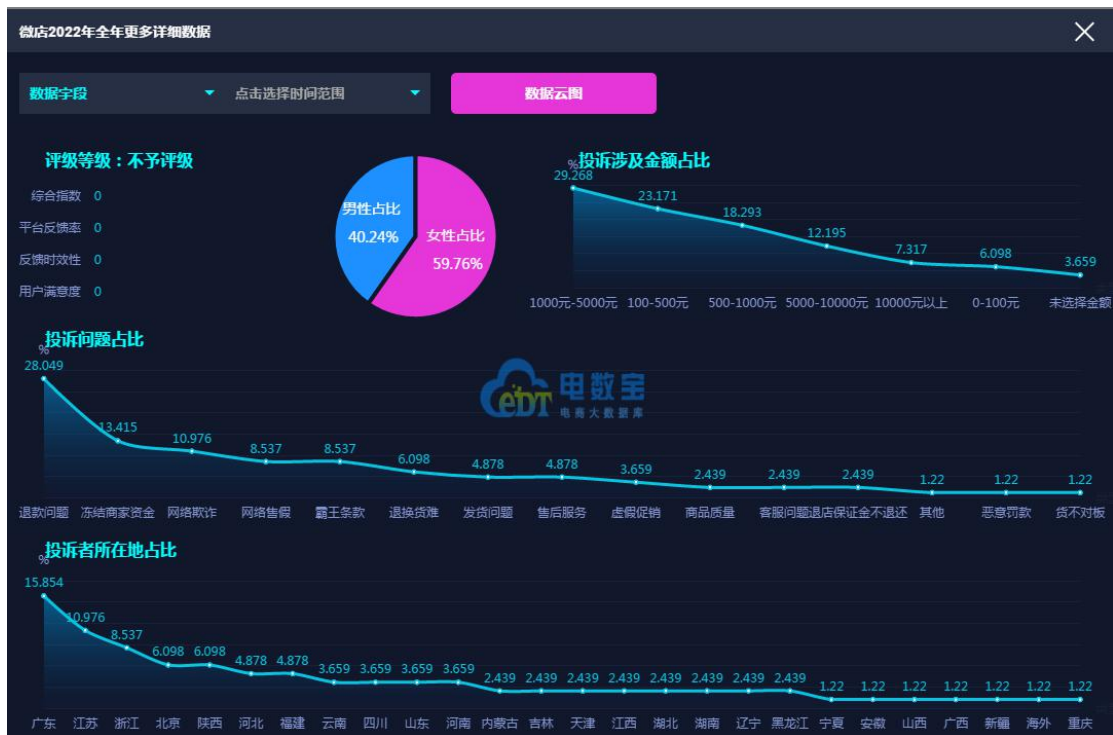 微店2022年全年更多详细数据
数据字段 点击选择时间范围 数据云图
评级等级：不予评级
综合指数 0
平台反馈率 0
反馈时效性 0
用户满意度 0
男性占比
40.24%
女性占比
59.76%
%投诉涉及金额占比
29.268 23.171 18.293 12.195 7.317 6.098 3.659
1000元-5000元 100-500元 500-1000元 5000-10000元 10000元以上 0-100元 未选择金额
%投诉问题占比
28.049 13.415 10.976 8.537 8.537 6.098 4.878 4.878 3.659 2.439 2.439 2.439 1.22 1.22 1.22
退款问题 冻结商家资金 网络欺诈 网络售假 霸王条款 退换货难 发货问题 售后服务 虚假促销 商品质量 客服问题 退店保证金不退还 其他 恶意罚款 货不对板
eDT 电数宝
电商大数据库
%投诉者所在地占比
15.854 10.976 8.537 6.098 6.098 4.878 4.878 3.659 3.659 3.659 3.659 2.439 2.439 2.439 2.439 2.439 2.439 2.439 2.439 1.22 1.22 1.22 1.22 1.22 1.22 1.22
广东 江苏 浙江 北京 陕西 河北 福建 云南 四川 山东 河南 内蒙古 吉林 天津 江西 湖北 湖南 辽宁 黑龙江 宁夏 安徽 山西 广西 新疆 海外 重庆